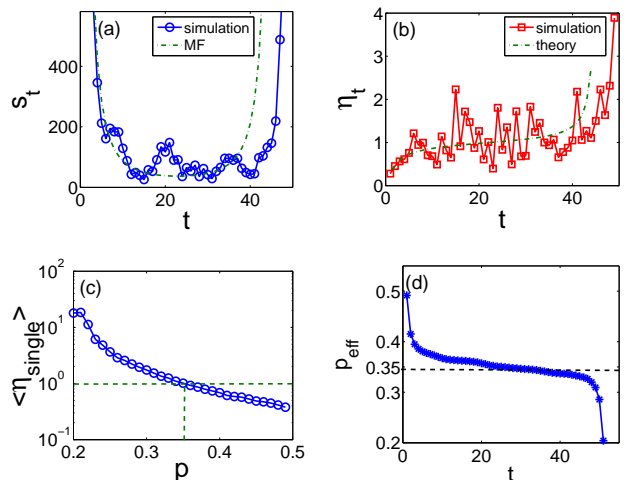 (a)
simulation
MF
s_t
400
200
0
0
20
40
t
(b)
simulation
theory
η_t
4
3
2
1
0
0
20
40
t
(c)
<η_single>
10^2
10^1
10^0
10^-1
0.2
0.3
0.4
0.5
p
(d)
p_eff
0.5
0.4
0.35
0.3
0.2
0
20
40
t